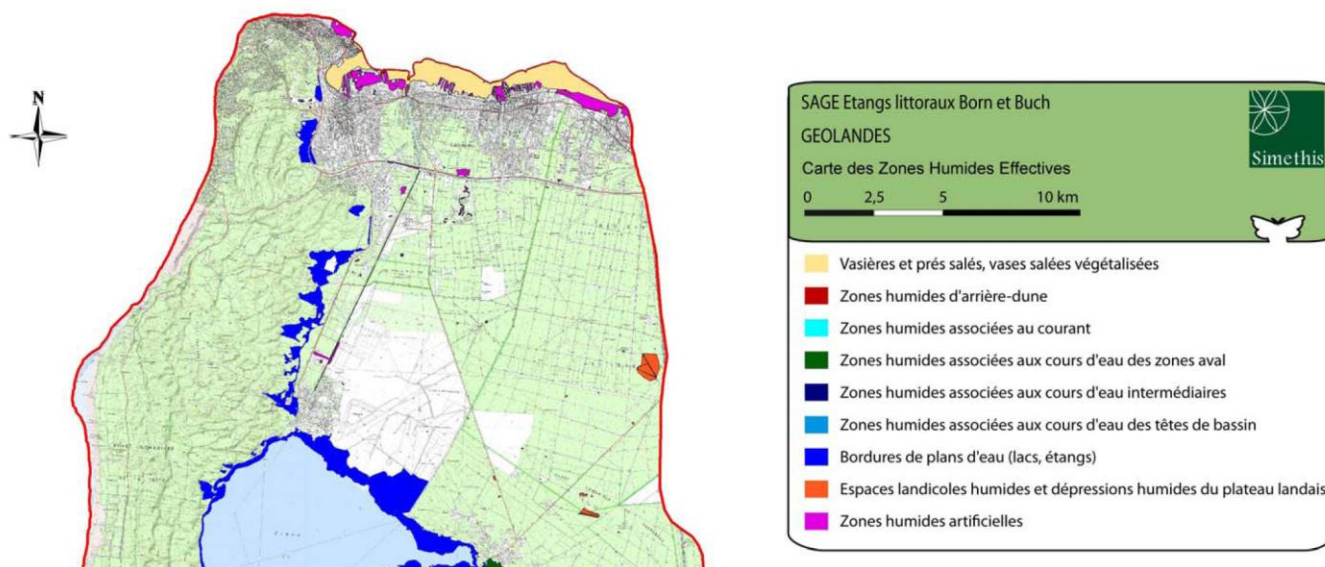 N
SAGE Etangs littoraux Born et Buch
GEOLANDES
Carte des Zones Humides Effectives
0 2,5 5 10 km
Simethis
Vasières et prés salés, vases salées végétalisées
Zones humides d'arrière-dune
Zones humides associées au courant
Zones humides associées aux cours d'eau des zones aval
Zones humides associées aux cours d'eau intermédiaires
Zones humides associées aux cours d'eau des têtes de bassin
Bordures de plans d'eau (lacs, étangs)
Espaces landicoles humides et dépressions humides du plateau landais
Zones humides artificielles